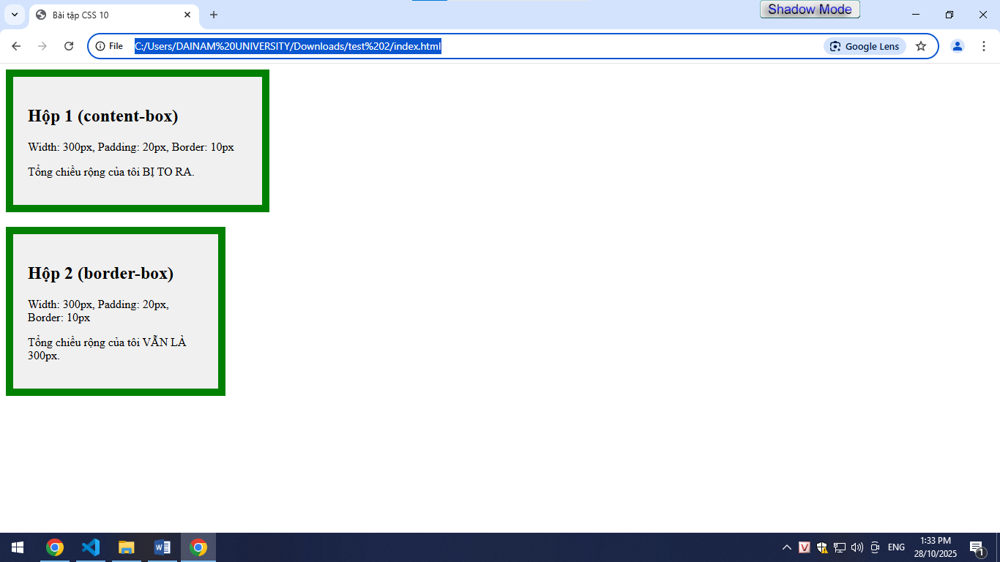 Bài tập CSS 10
Shadow Mode
File
C:/Users/DAINAM%20UNIVERSITY/Downloads/test%202/index.html
Google Lens
Hộp 1 (content-box)
Width: 300px, Padding: 20px, Border: 10px
Tổng chiều rộng của tôi BỊ TO RA.
Hộp 2 (border-box)
Width: 300px, Padding: 20px,
Border: 10px
Tổng chiều rộng của tôi VẪN LÀ
300px.
ENG
1:33 PM
28/10/2025
1